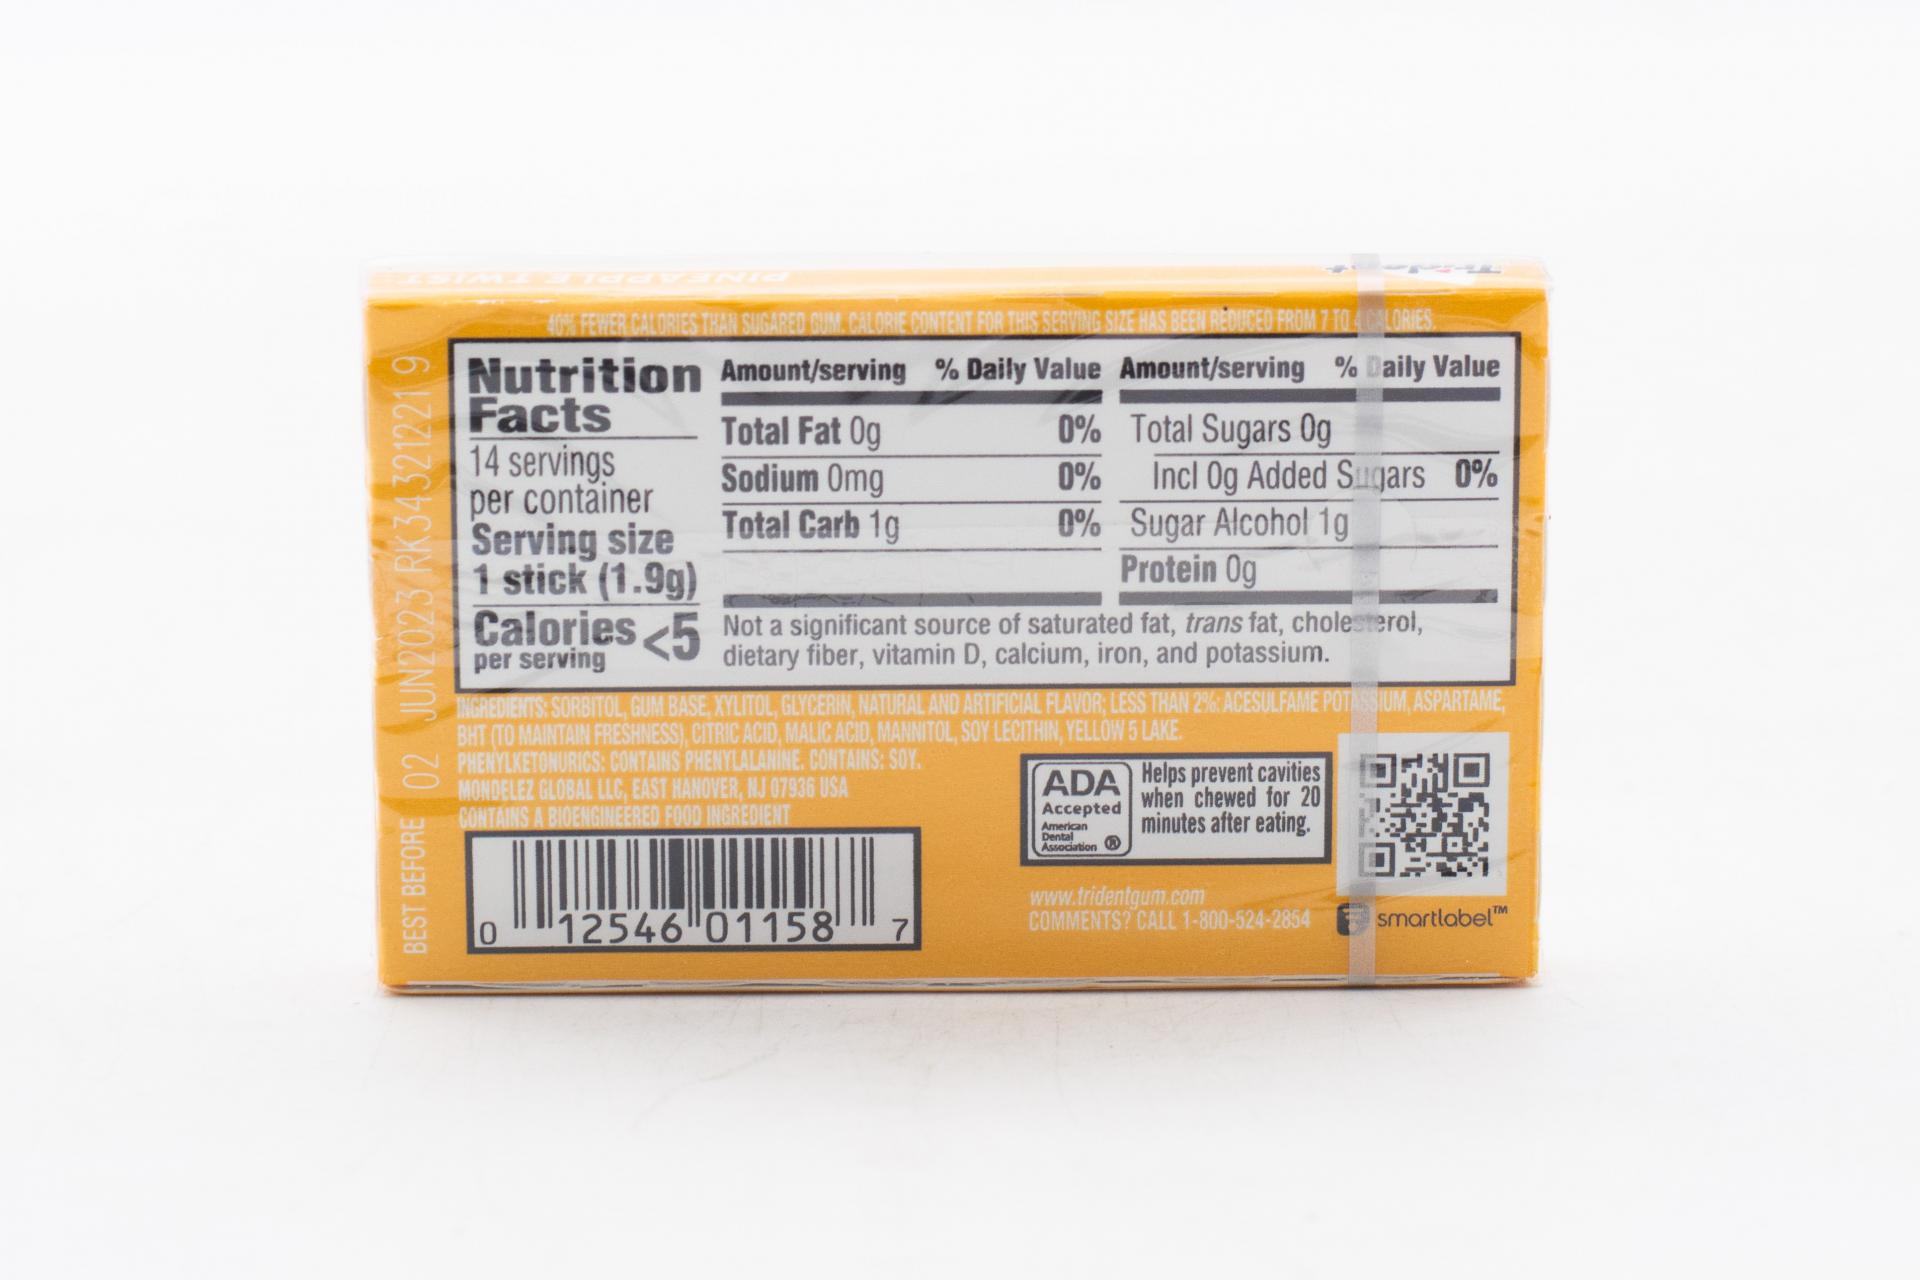 PINEAPPLE TWIST
Trident
40% FEWER CALORIES THAN SUGARED GUM. CALORIE CONTENT FOR THIS SERVING SIZE HAS BEEN REDUCED FROM 7 TO 4 CALORIES.
Nutrition
Facts
14 servings
per container
Serving size
1 stick (1.9g)
Calories <5
per serving
Amount/serving % Daily Value
Total Fat 0g 0%
Sodium 0mg 0%
Total Carb 1g 0%
Amount/serving % Daily Value
Total Sugars 0g
Incl 0g Added Sugars 0%
Sugar Alcohol 1g
Protein 0g
Not a significant source of saturated fat, trans fat, cholesterol,
dietary fiber, vitamin D, calcium, iron, and potassium.
INGREDIENTS: SORBITOL, GUM BASE, XYLITOL, GLYCERIN, NATURAL AND ARTIFICIAL FLAVOR; LESS THAN 2%: ACESULFAME POTASSIUM, ASPARTAME,
BHT (TO MAINTAIN FRESHNESS), CITRIC ACID, MALIC ACID, MANNITOL, SOY LECITHIN, YELLOW 5 LAKE.
PHENYLKETONURICS: CONTAINS PHENYLALANINE. CONTAINS: SOY.
MONDELEZ GLOBAL LLC, EAST HANOVER, NJ 07936 USA
CONTAINS A BIOENGINEERED FOOD INGREDIENT
0 12546 01158 7
ADA
Accepted
American
Dental
Association ®
Helps prevent cavities
when chewed for 20
minutes after eating.
www.tridentgum.com
COMMENTS? CALL 1-800-524-2854
smartlabel™
BEST BEFORE 02 JUN2023 RK34321221 9